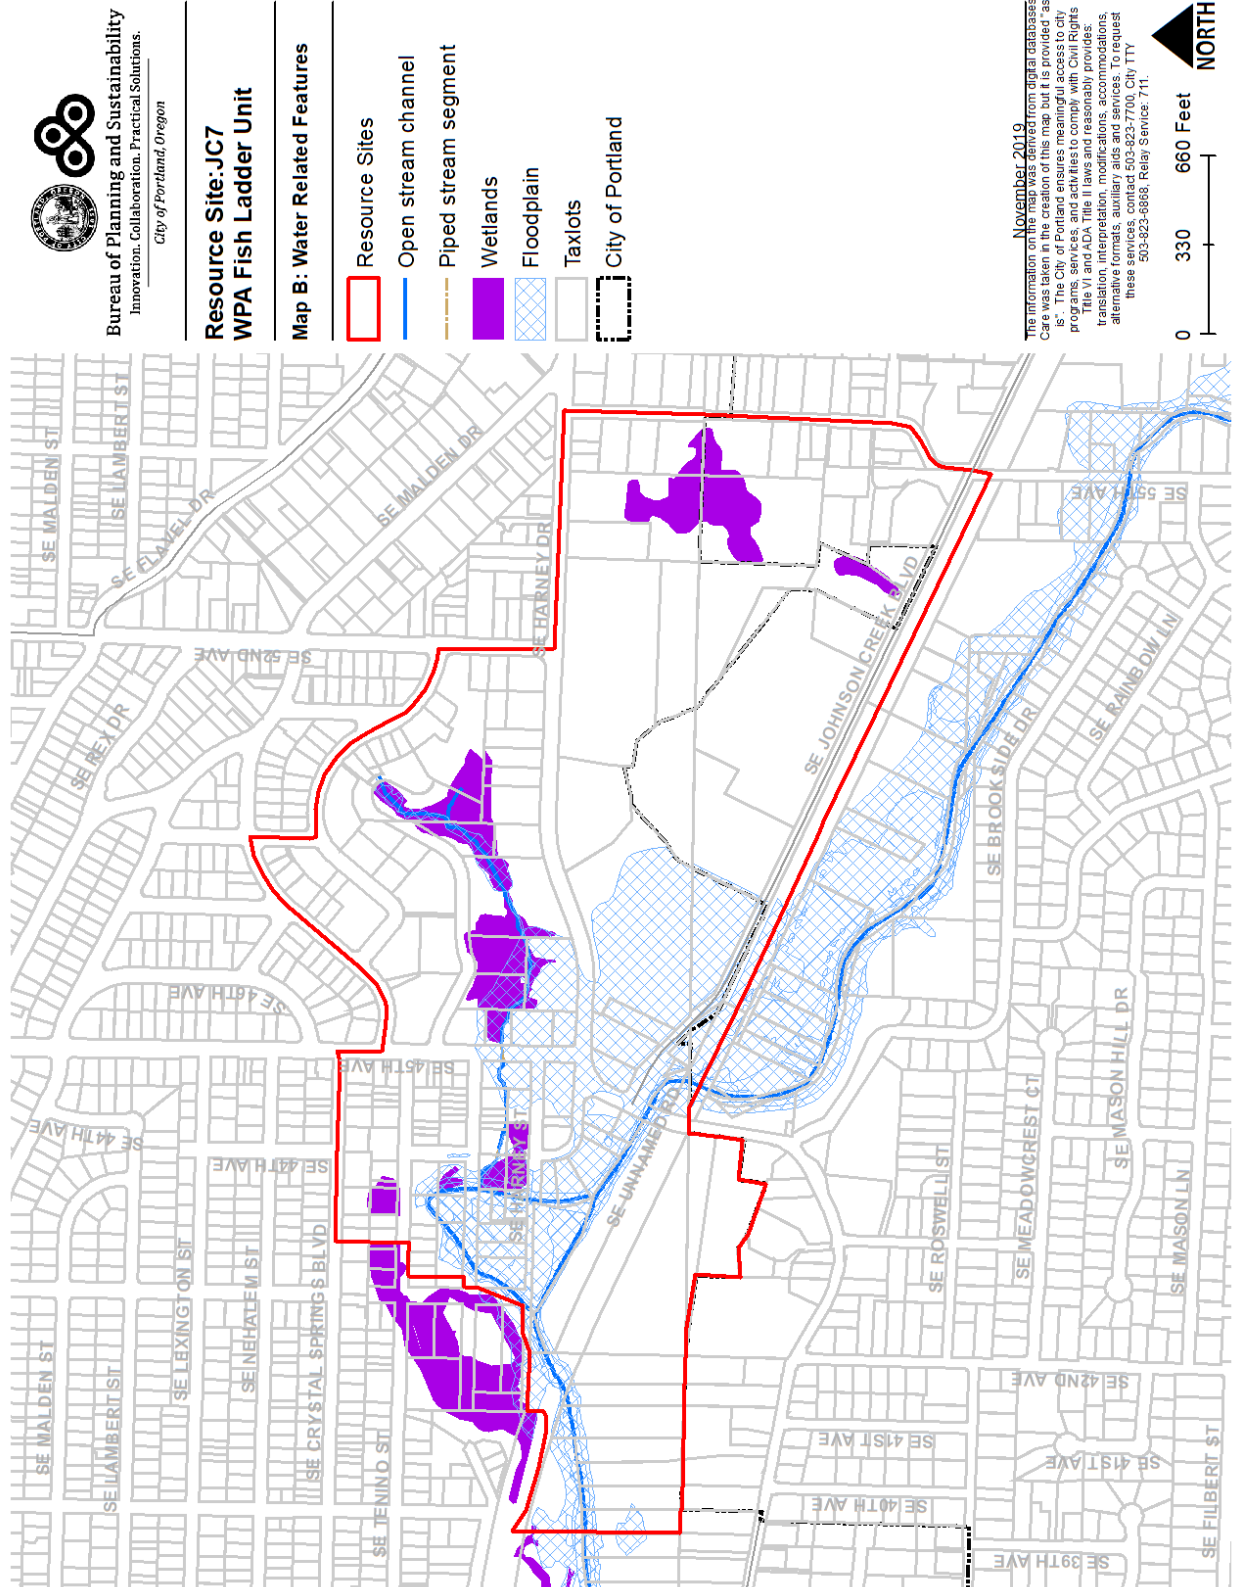 Bureau of Planning and Sustainability
Innovation. Collaboration. Practical Solutions.
City of Portland, Oregon
Resource Site:JC7
WPA Fish Ladder Unit
Map B: Water Related Features
Resource Sites
Open stream channel
Piped stream segment
Wetlands
Floodplain
Taxlots
City of Portland
November 2019
The information on the map was derived from digital databases
Care was taken in the creation of this map but it is provided "as
is". The City of Portland ensures meaningful access to city
programs, services, and activities to comply with Civil Rights
Title VI and ADA Title II laws and reasonably provides:
translation, interpretation, modifications, accommodations,
alternative formats, auxiliary aids and services. To request
these services, contact 503-823-7700, City TTY
503-823-6868, Relay Service: 711.
0 330 660 Feet
NORTH
SE MALDEN ST
SE LAMBERT ST
SE FLAVEL DR
SE MALDEN DR
SE HARNEY DR
SE 52ND AVE
SE REX DR
SE 46TH AVE
SE 45TH AVE
SE 44TH AVE
SE 44TH AVE
SE LEXINGTON ST
SE NEHALEM ST
SE CRYSTAL SPRINGS BLVD
SE MALDEN ST
SE LAMBERT ST
SE TENINO ST
SE HARNEY ST
SE UNNAMED RD
SE JOHNSON CREEK BLVD
SE 55TH AVE
SE RAINBOW LN
SE BROOKSIDE DR
SE MASON HILL DR
SE MEADOWCREST CT
SE ROSWELL ST
SE MASON LN
SE 42ND AVE
SE 41ST AVE
SE 41ST AVE
SE 40TH AVE
SE 39TH AVE
SE FILBERT ST